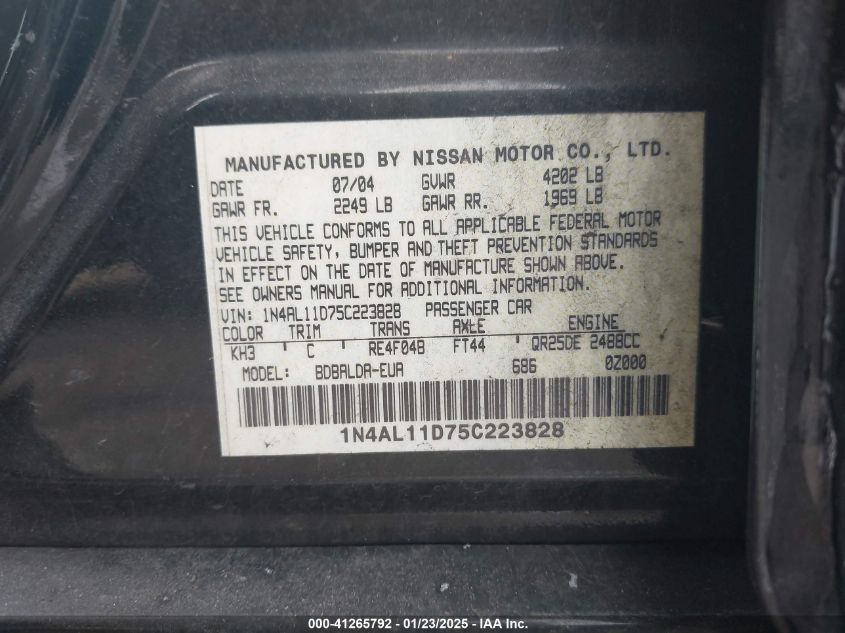 MANUFACTURED BY NISSAN MOTOR CO., LTD.
DATE 07/04 GVWR 4202 LB
GAWR FR. 2249 LB GAWR RR. 1969 LB
THIS VEHICLE CONFORMS TO ALL APPLICABLE FEDERAL MOTOR
VEHICLE SAFETY, BUMPER AND THEFT PREVENTION STANDARDS
IN EFFECT ON THE DATE OF MANUFACTURE SHOWN ABOVE.
SEE OWNERS MANUAL FOR ADDITIONAL INFORMATION.
VIN: 1N4AL11D75C223828 PASSENGER CAR
COLOR TRIM TRANS AXLE ENGINE
KH3 ' C RE4F04B FT44 'QR25DE 2488CC
MODEL: BDBALDA-EUA 686 0Z000
1N4AL11D75C223828
000-41265792 - 01/23/2025 - IAA Inc.